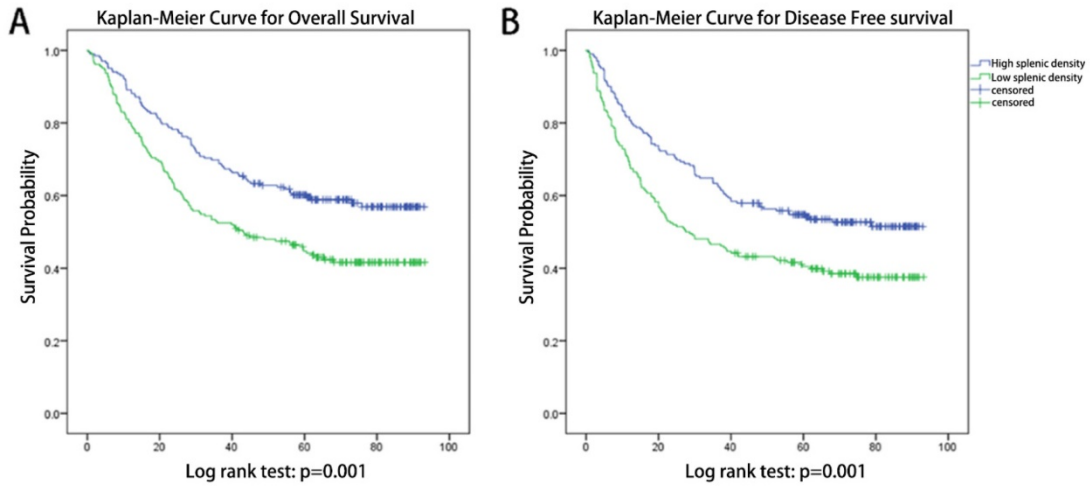 A
Kaplan-Meier Curve for Overall Survival
Survival Probability
1.0
0.8
0.6
0.4
0.2
0.0
0 20 40 60 80 100
Log rank test: p=0.001
B
Kaplan-Meier Curve for Disease Free survival
Survival Probability
1.0
0.8
0.6
0.4
0.2
0.0
0 20 40 60 80 100
Log rank test: p=0.001
High splenic density
Low splenic density
censored
censored